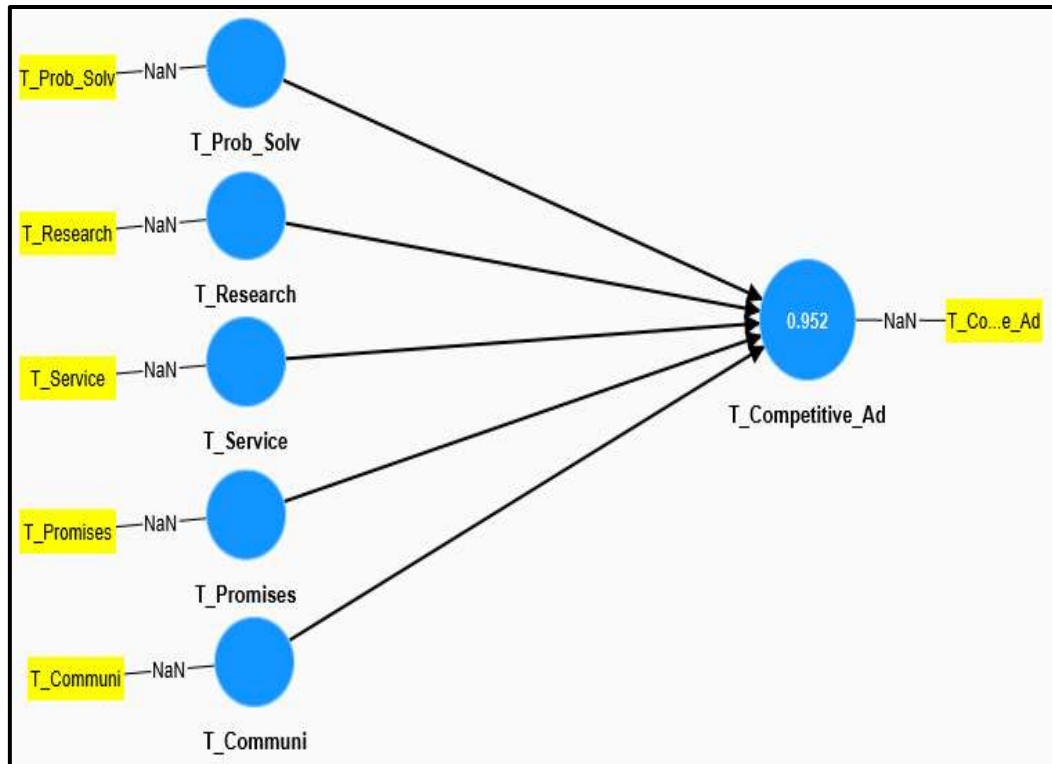 T_Prob_Solv
NaN
T_Prob_Solv
T_Research
NaN
T_Research
T_Service
NaN
T_Service
T_Promises
NaN
T_Promises
T_Communi
NaN
T_Communi
0.952
NaN
T_Co...e_Ad
T_Competitive_Ad